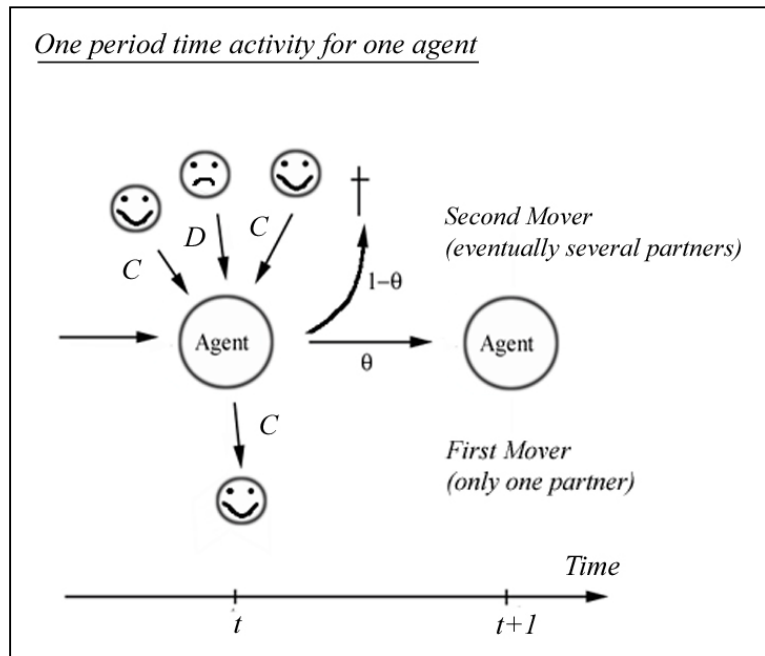 One period time activity for one agent
C
D
C
†
Second Mover
(eventually several partners)
1−θ
Agent
Agent
θ
C
First Mover
(only one partner)
Time
t
t+1